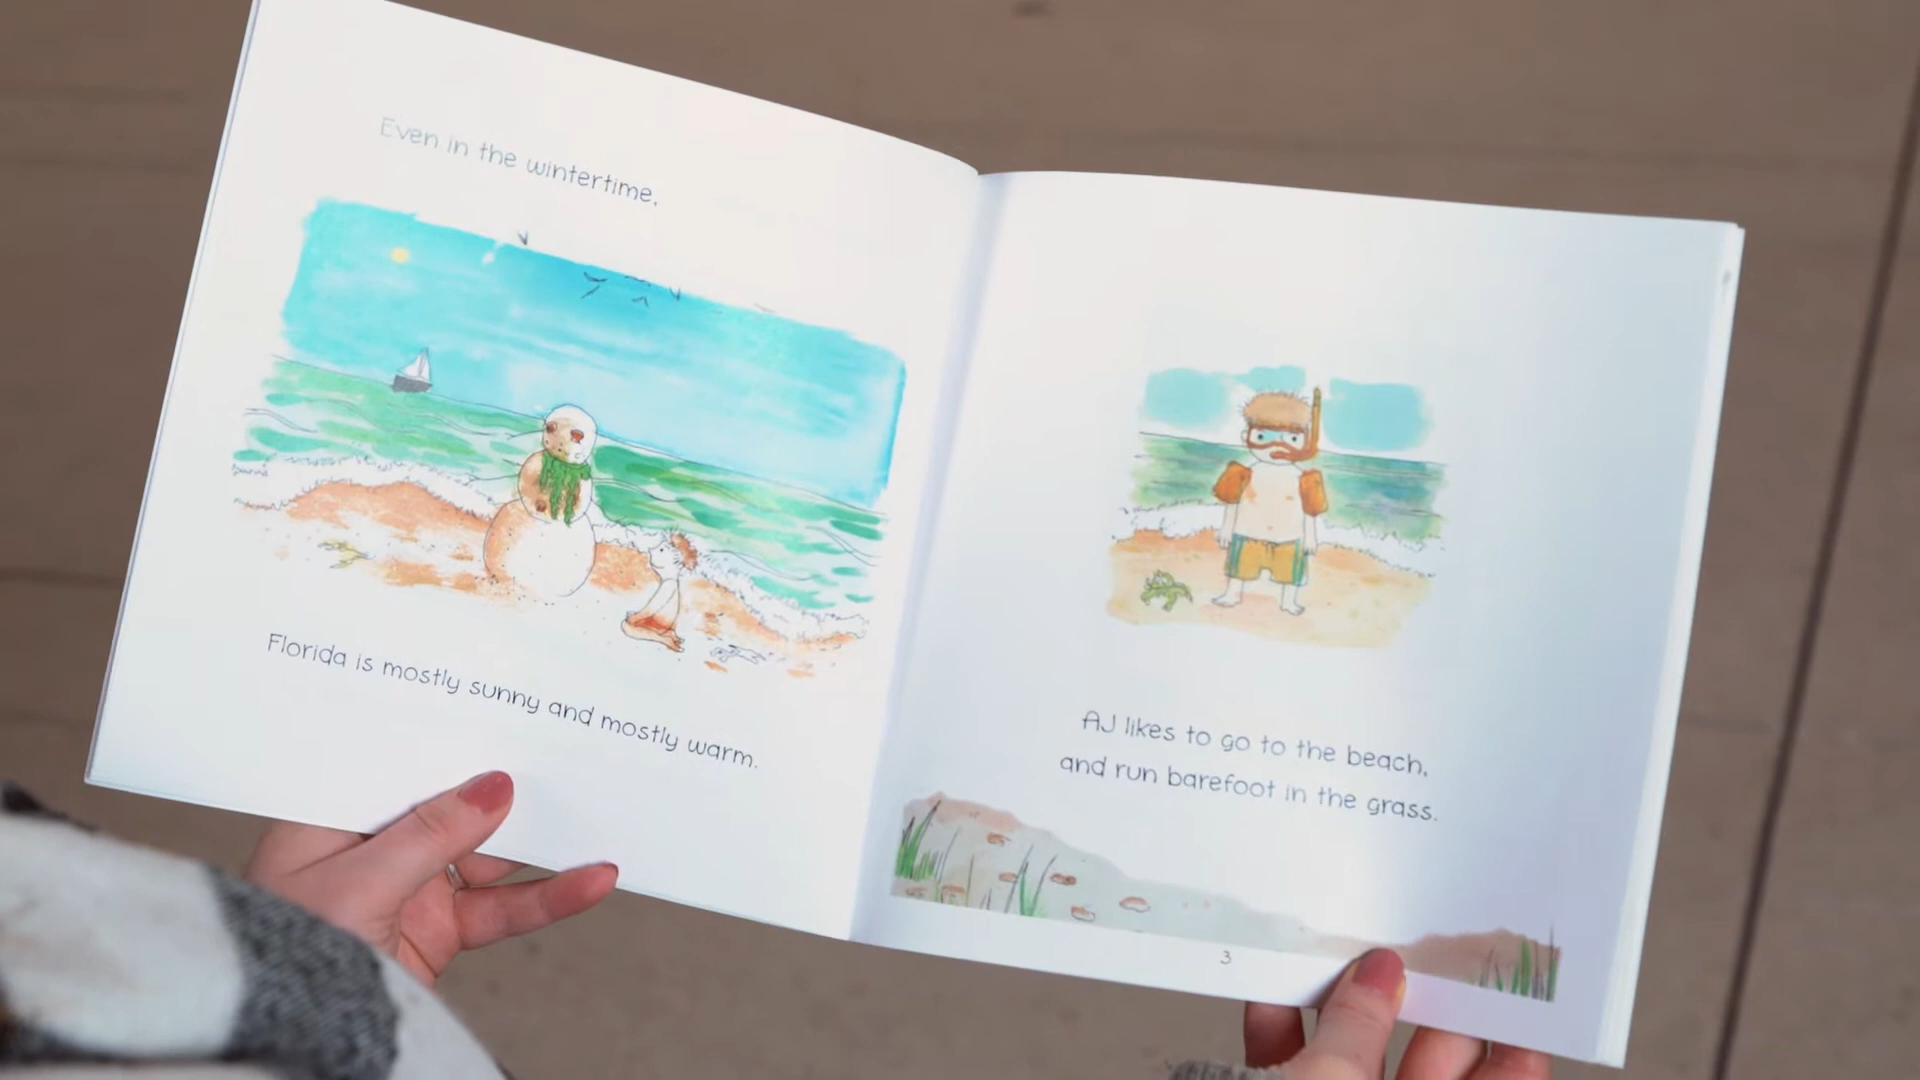 Even in the wintertime,
Florida is mostly sunny and mostly warm.
AJ likes to go to the beach,
and run barefoot in the grass.
3